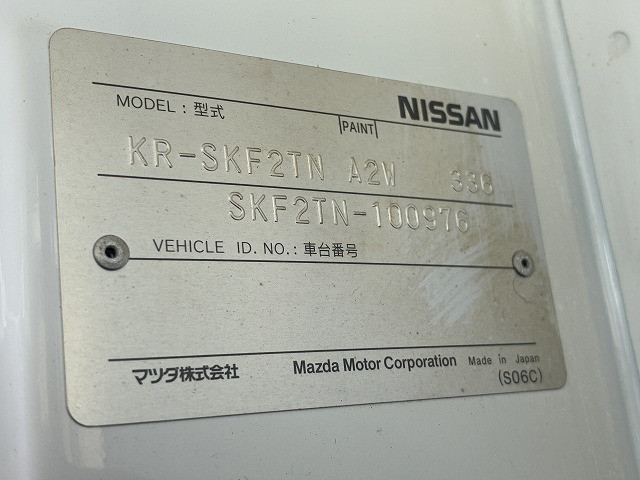 MODEL : 型式 PAINT NISSAN
KR-SKF2TN A2W 336
SKF2TN-100976
VEHICLE ID. NO. : 車台番号
マツダ株式会社 Mazda Motor Corporation Made in Japan
(S06C)